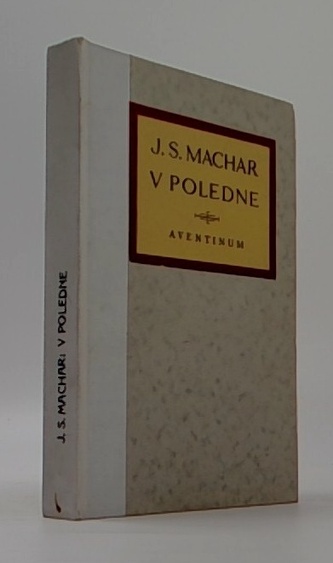 J. S. MACHAR
V POLEDNE
AVENTINUM
J. S. MACHAR: V POLEDNE